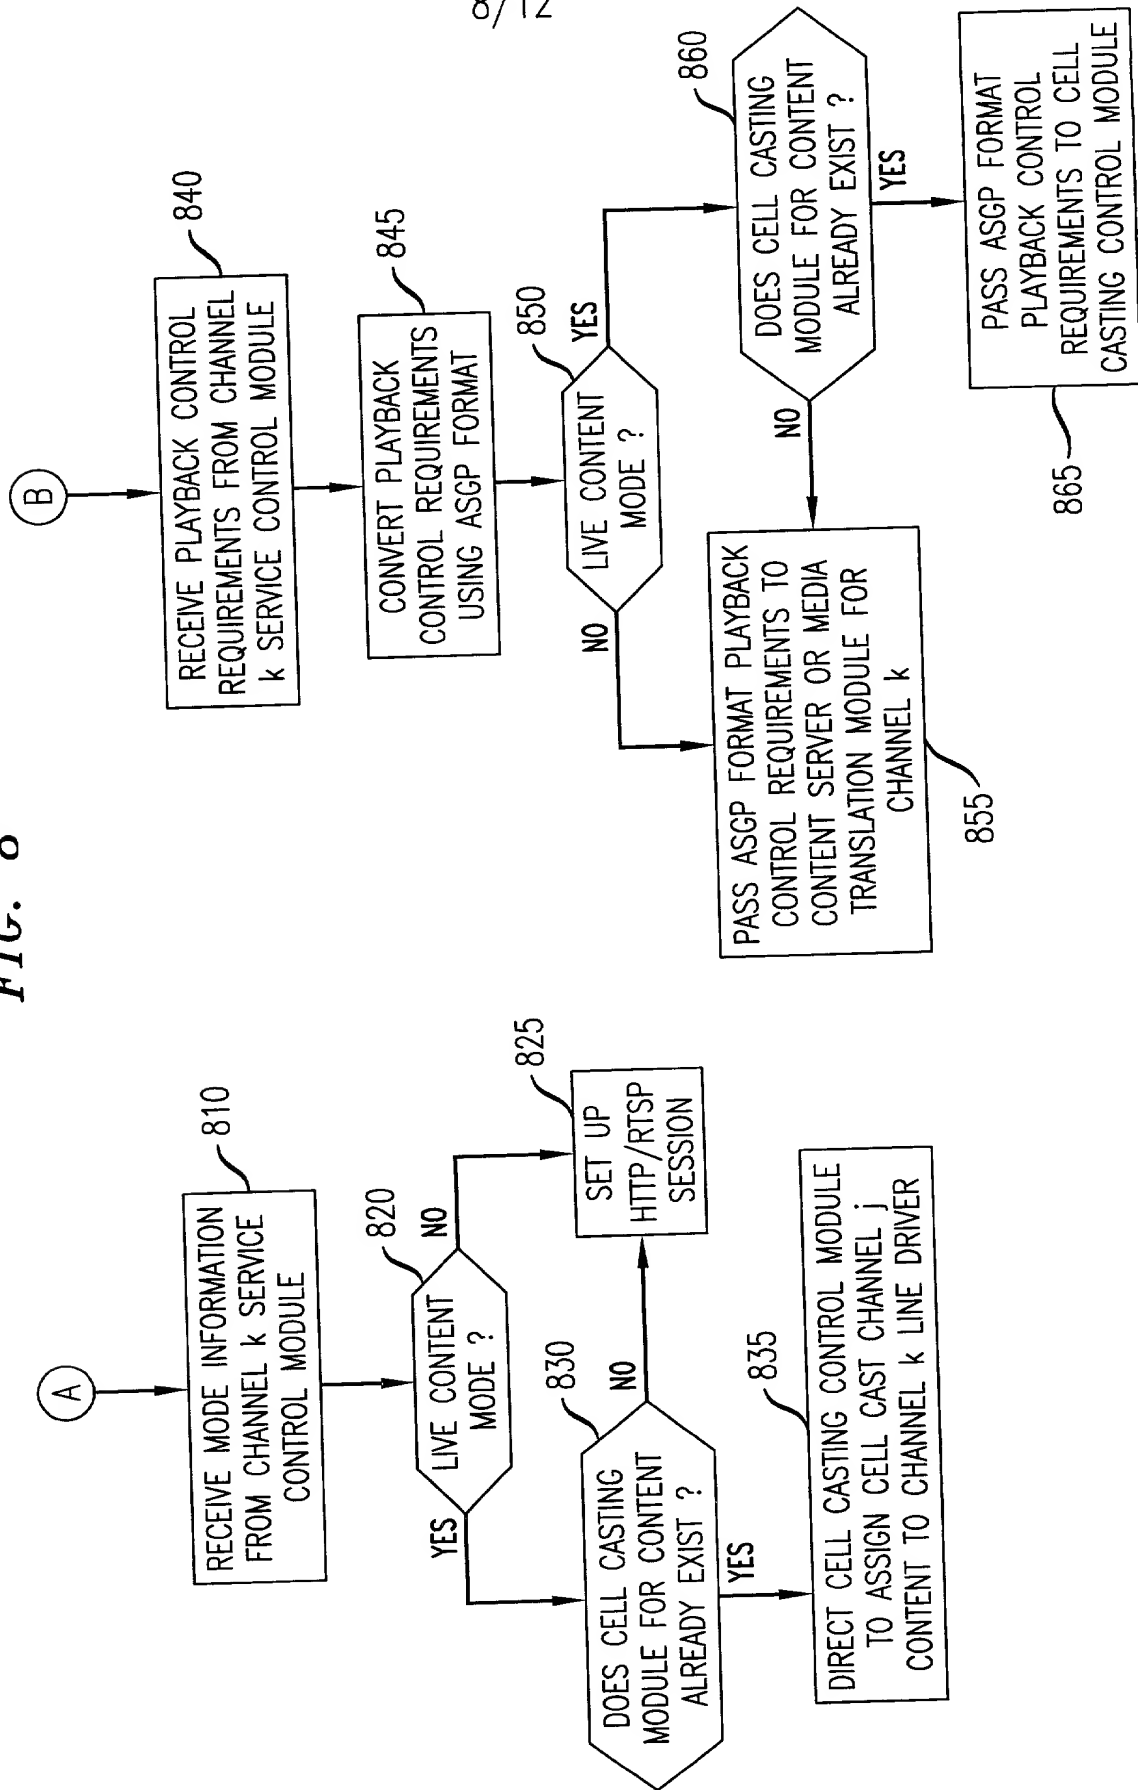 8/12
FIG. 8
A
810
RECEIVE MODE INFORMATION
FROM CHANNEL k SERVICE
CONTROL MODULE
820
LIVE CONTENT
MODE ?
YES
NO
825
SET UP
HTTP/RTSP
SESSION
830
DOES CELL CASTING
MODULE FOR CONTENT
ALREADY EXIST ?
NO
YES
835
DIRECT CELL CASTING CONTROL MODULE
TO ASSIGN CELL CAST CHANNEL j
CONTENT TO CHANNEL k LINE DRIVER
B
840
RECEIVE PLAYBACK CONTROL
REQUIREMENTS FROM CHANNEL
k SERVICE CONTROL MODULE
845
CONVERT PLAYBACK
CONTROL REQUIREMENTS
USING ASGP FORMAT
850
LIVE CONTENT
MODE ?
NO
YES
PASS ASGP FORMAT PLAYBACK
CONTROL REQUIREMENTS TO
CONTENT SERVER OR MEDIA
TRANSLATION MODULE FOR
CHANNEL k
855
860
DOES CELL CASTING
MODULE FOR CONTENT
ALREADY EXIST ?
NO
YES
PASS ASGP FORMAT
PLAYBACK CONTROL
REQUIREMENTS TO CELL
CASTING CONTROL MODULE
865